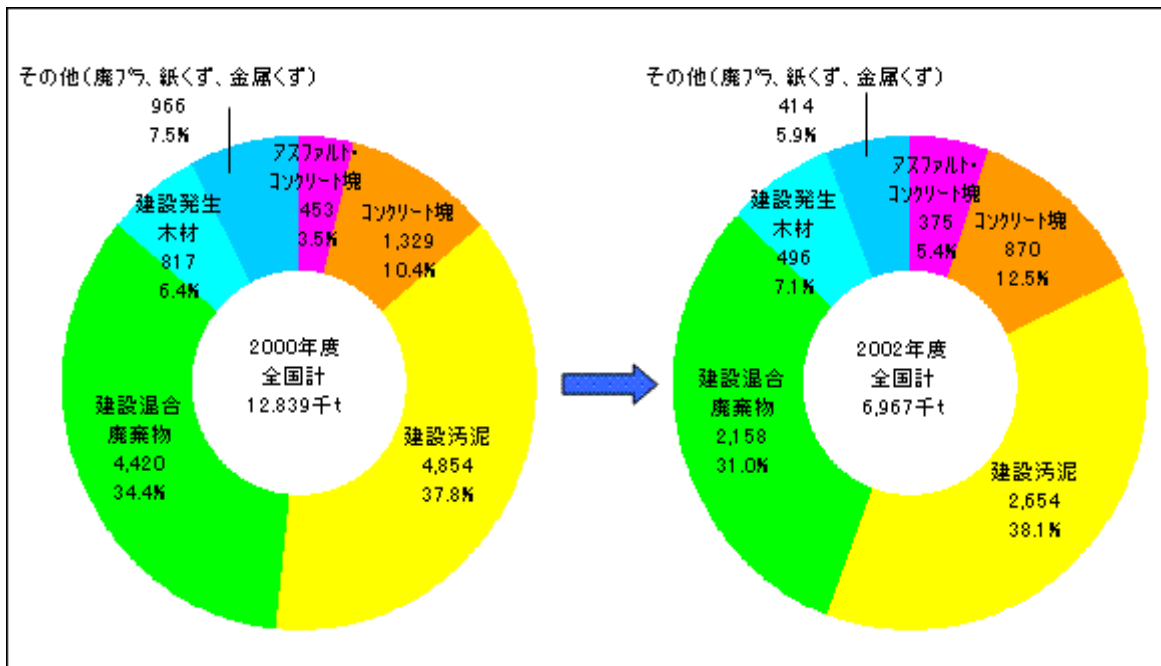 その他(廃プラ、紙くず、金属くず)
966
7.5%
アスファルト・
コンクリート塊
453
3.5%
コンクリート塊
1,329
10.4%
建設発生
木材
817
6.4%
2000年度
全国計
12.839千t
建設混合
廃棄物
4,420
34.4%
建設汚泥
4,854
37.8%
その他(廃プラ、紙くず、金属くず)
414
5.9%
アスファルト・
コンクリート塊
375
5.4%
コンクリート塊
870
12.5%
建設発生
木材
496
7.1%
2002年度
全国計
6,967千t
建設混合
廃棄物
2,158
31.0%
建設汚泥
2,654
38.1%